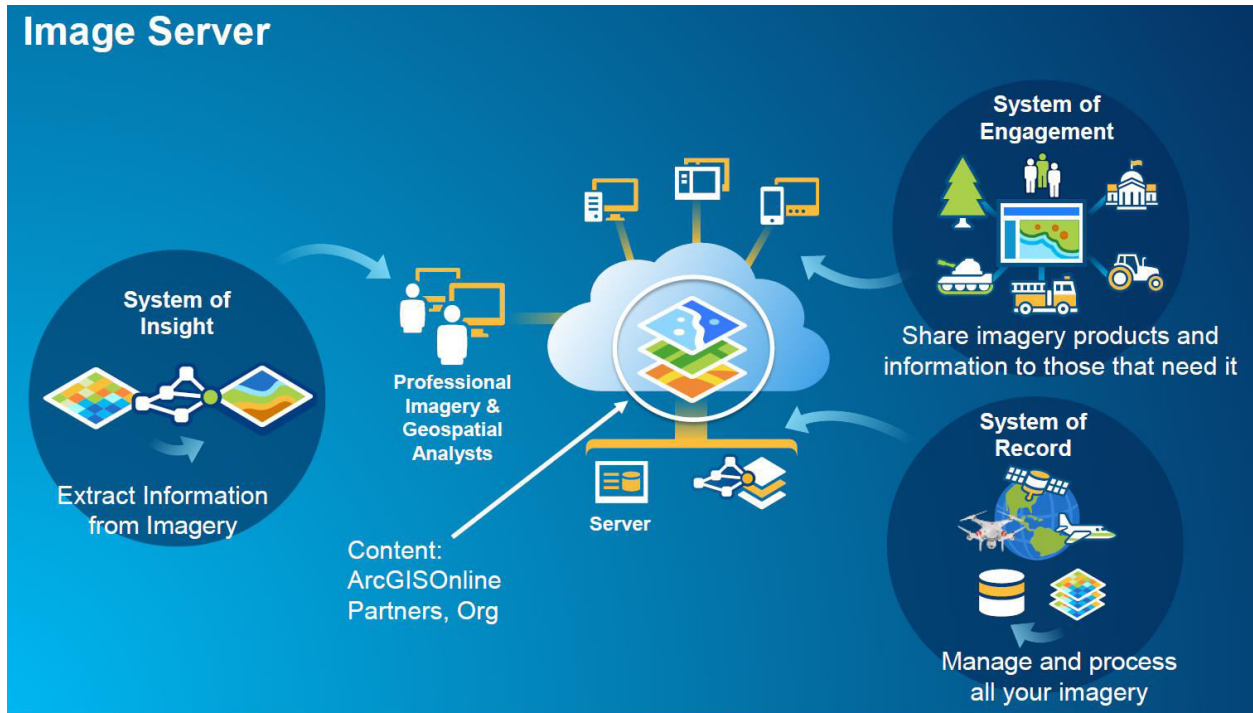 Image Server
System of
Engagement
Share imagery products and
information to those that need it
System of
Insight
Extract Information
from Imagery
Professional
Imagery &
Geospatial
Analysts
Server
Content:
ArcGISOnline
Partners, Org
System of
Record
Manage and process
all your imagery